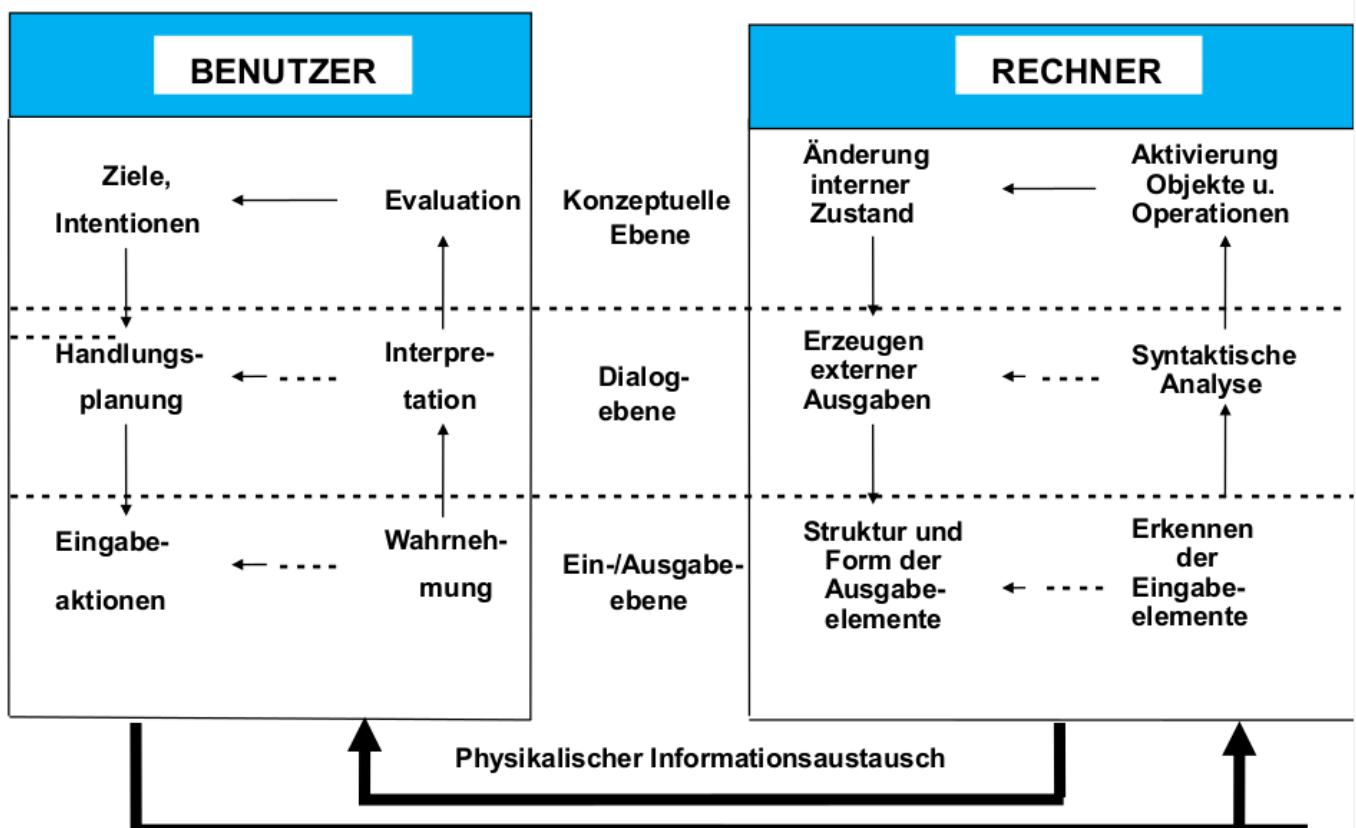 BENUTZER
RECHNER
Ziele,
Intentionen
Evaluation
Konzeptuelle
Ebene
Änderung
interner
Zustand
Aktivierung
Objekte u.
Operationen
Handlungs-
planung
Interpre-
tation
Dialog-
ebene
Erzeugen
externer
Ausgaben
Syntaktische
Analyse
Eingabe-
aktionen
Wahrneh-
mung
Ein-/Ausgabe-
ebene
Struktur und
Form der
Ausgabe-
elemente
Erkennen
der
Eingabe-
elemente
Physikalischer Informationsaustausch